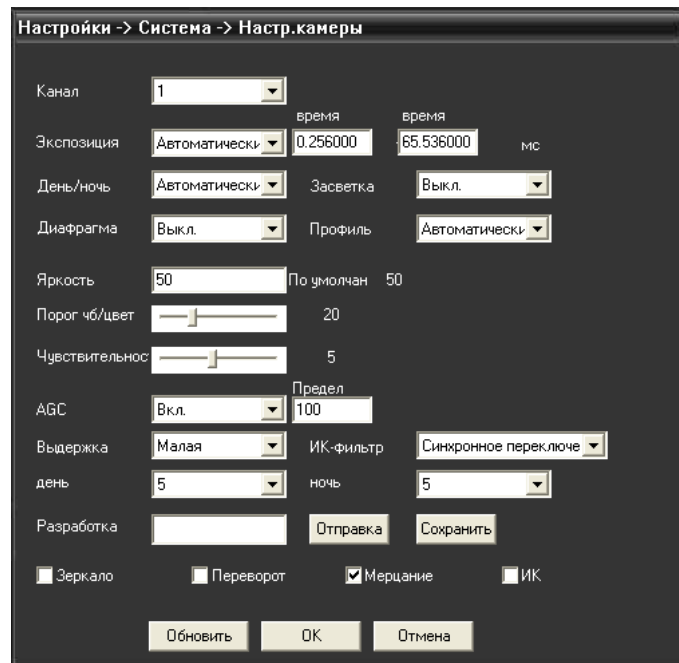 Настройки -> Система -> Настр.камеры
Канал 1
время время
Экспозиция Автоматически 0.256000 65.536000 мс
День/ночь Автоматически Засветка Выкл.
Диафрагма Выкл. Профиль Автоматически
Яркость 50 По умолчан 50
Порог чб/цвет 20
Чувствительнос 5
Предел
AGC Вкл. 100
Выдержка Малая ИК-фильтр Синхронное переключе
день 5 ночь 5
Разработка Отправка Сохранить
Зеркало Переворот Мерцание ИК
Обновить OK Отмена